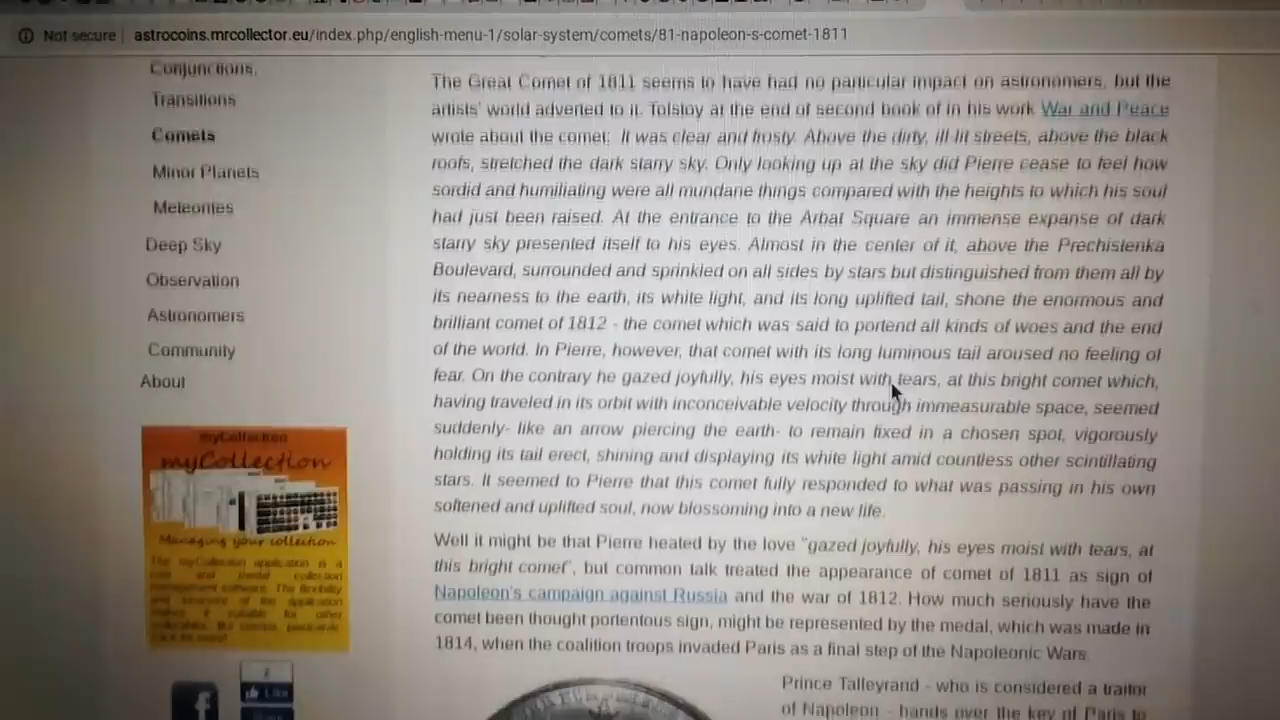 Not secure astrocoins.mrcollector.eu/index.php/english-menu-1/solar-system/comets/81-napoleon-s-comet-1811
Conjunctions,
Transitions
Comets
Minor Planets
Meteorites
Deep Sky
Observation
Astronomers
Community
About
myCollection
myCollection
Managing your collection
Like
The Great Comet of 1811 seems to have had no particular impact on astronomers, but the
artists' world adverted to it. Tolstoy at the end of second book of in his work War and Peace
wrote about the comet: It was clear and frosty. Above the dirty, ill-lit streets, above the black
roofs, stretched the dark starry sky. Only looking up at the sky did Pierre cease to feel how
sordid and humiliating were all mundane things compared with the heights to which his soul
had just been raised. At the entrance to the Arbat Square an immense expanse of dark
starry sky presented itself to his eyes. Almost in the center of it, above the Prechistenka
Boulevard, surrounded and sprinkled on all sides by stars but distinguished from them all by
its nearness to the earth, its white light, and its long uplifted tail, shone the enormous and
brilliant comet of 1812 - the comet which was said to portend all kinds of woes and the end
of the world. In Pierre, however, that comet with its long luminous tail aroused no feeling of
fear. On the contrary he gazed joyfully, his eyes moist with tears, at this bright comet which,
having traveled in its orbit with inconceivable velocity through immeasurable space, seemed
suddenly- like an arrow piercing the earth- to remain fixed in a chosen spot, vigorously
holding its tail erect, shining and displaying its white light amid countless other scintillating
stars. It seemed to Pierre that this comet fully responded to what was passing in his own
softened and uplifted soul, now blossoming into a new life.
Well it might be that Pierre heated by the love "gazed joyfully, his eyes moist with tears, at
this bright comet", but common talk treated the appearance of comet of 1811 as sign of
Napoleon's campaign against Russia and the war of 1812. How much seriously have the
comet been thought portentous sign, might be represented by the medal, which was made in
1814, when the coalition troops invaded Paris as a final step of the Napoleonic Wars.
Prince Talleyrand - who is considered a traitor
of Napoleon - hands over the key of Paris to